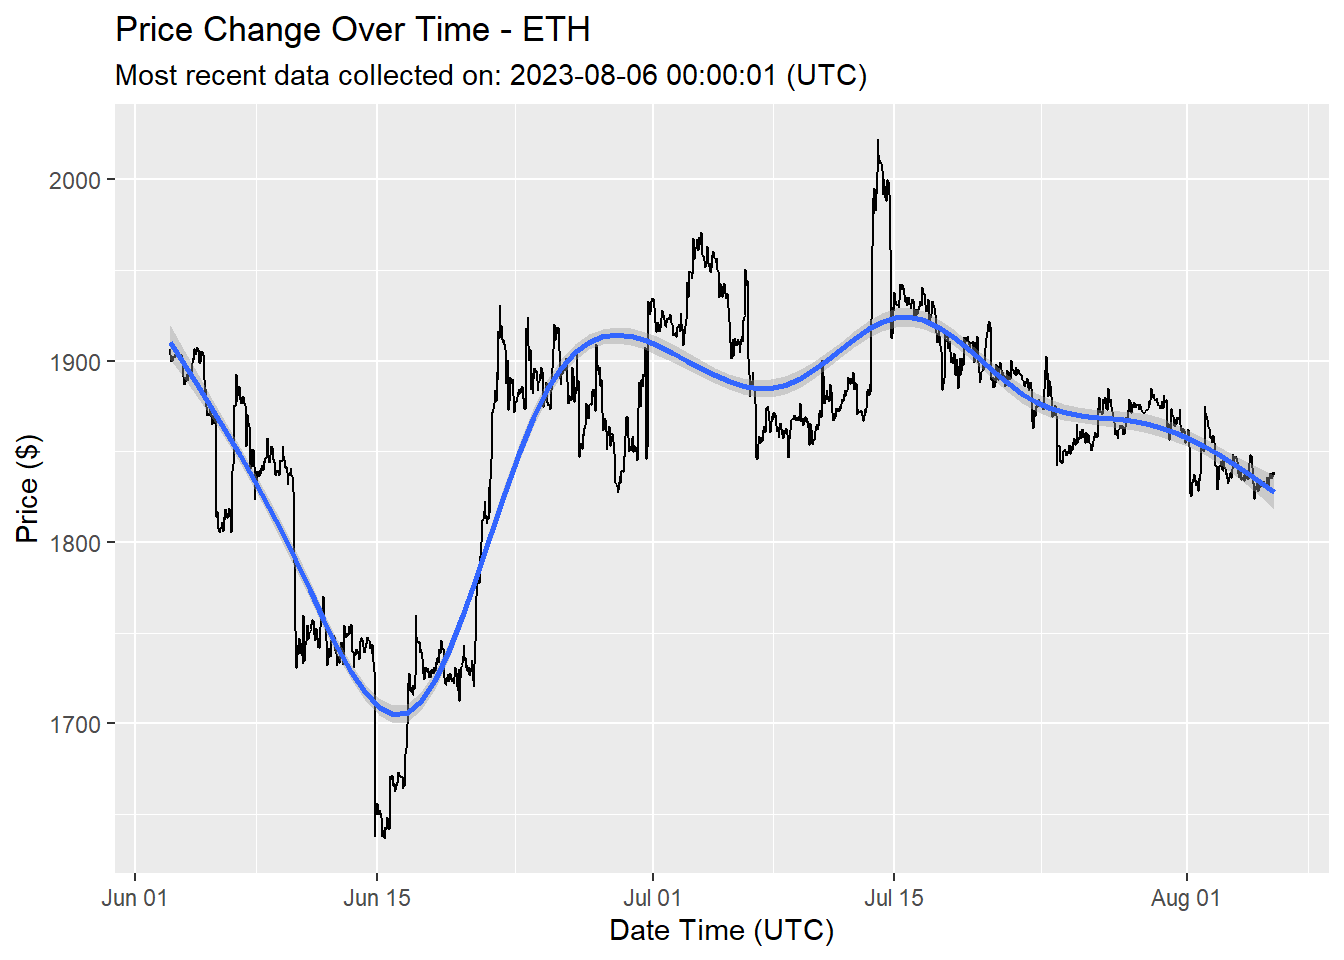 Price Change Over Time - ETH
Most recent data collected on: 2023-08-06 00:00:01 (UTC)
Price ($)
2000
1900
1800
1700
Jun 01 Jun 15 Jul 01 Jul 15 Aug 01
Date Time (UTC)